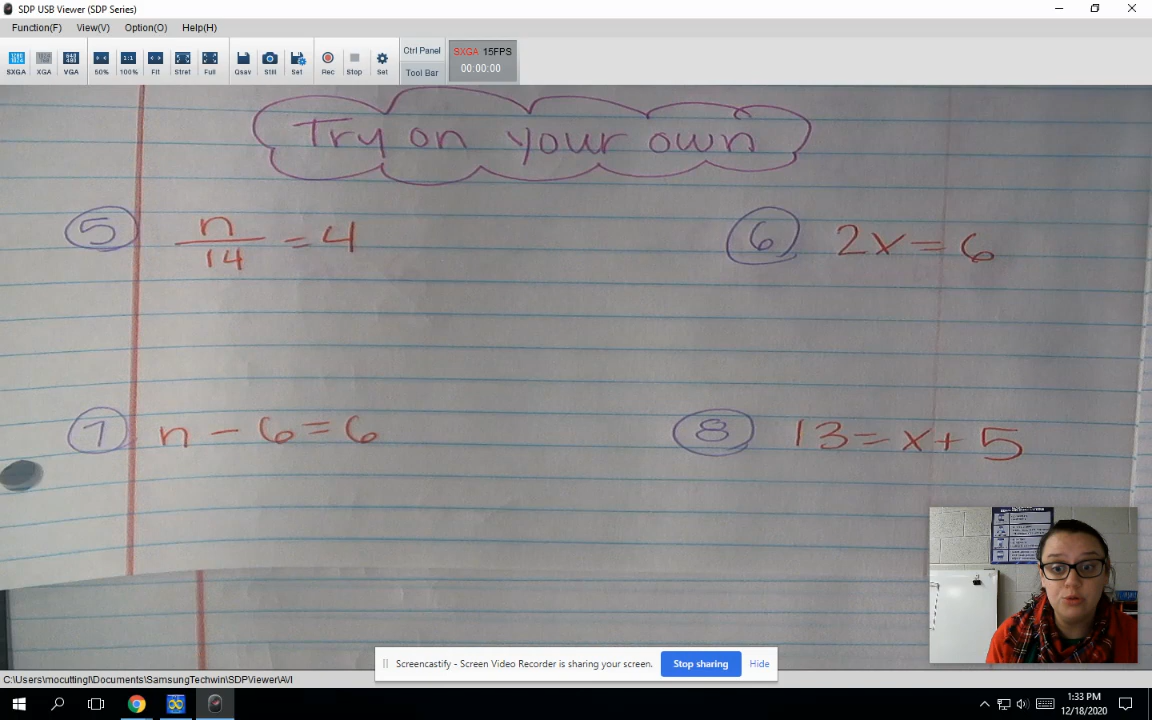 SDP USB Viewer (SDP Series)
Function(F) View(V) Option(O) Help(H)
SXGA XGA VGA 50% 100% Fit Stret Full Qsav Still Set Rec Stop Set
Ctrl Panel
Tool Bar
SXGA 15FPS
00:00:00
Try on your own
5 n/14 = 4
6 2x = 6
7 n - 6 = 6
8 13 = x + 5
Screencastify - Screen Video Recorder is sharing your screen. Stop sharing Hide
C:\Users\mocuttingl\Documents\SamsungTechwin\SDPViewer\AVI
1:33 PM
12/18/2020